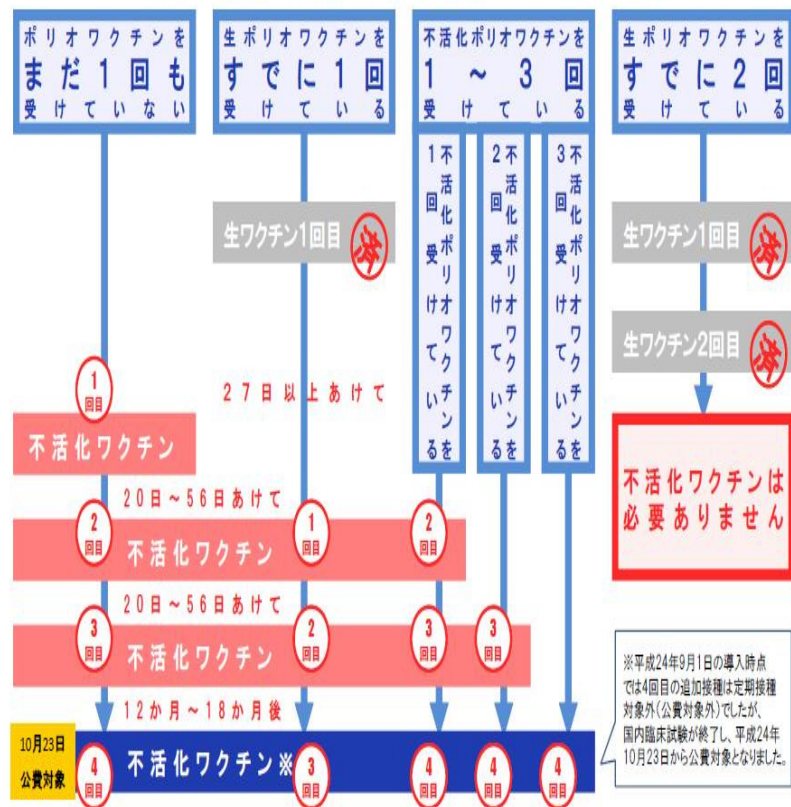 ポリオワクチンを
まだ1回も
受けていない
生ポリオワクチンを
すでに1回
受けている
不活化ポリオワクチンを
1～3回
受けている
生ポリオワクチンを
すでに2回
受けている
不活化ポリオワクチンを
1回受けている
不活化ポリオワクチンを
2回受けている
不活化ポリオワクチンを
3回受けている
生ワクチン1回目 済
生ワクチン1回目 済
生ワクチン2回目 済
1
回目
27日以上あけて
不活化ワクチン
不活化ワクチンは
必要ありません
20日～56日あけて
2
回目
不活化ワクチン
1
回目
2
回目
20日～56日あけて
3
回目
不活化ワクチン
2
回目
3
回目
3
回目
12か月～18か月後
10月23日
公費対象
4
回目
不活化ワクチン※
3
回目
4
回目
4
回目
4
回目
※平成24年9月1日の導入時点
では4回目の追加接種は定期接種
対象外(公費対象外)でしたが、
国内臨床試験が終了し、平成24年
10月23日から公費対象となりました。